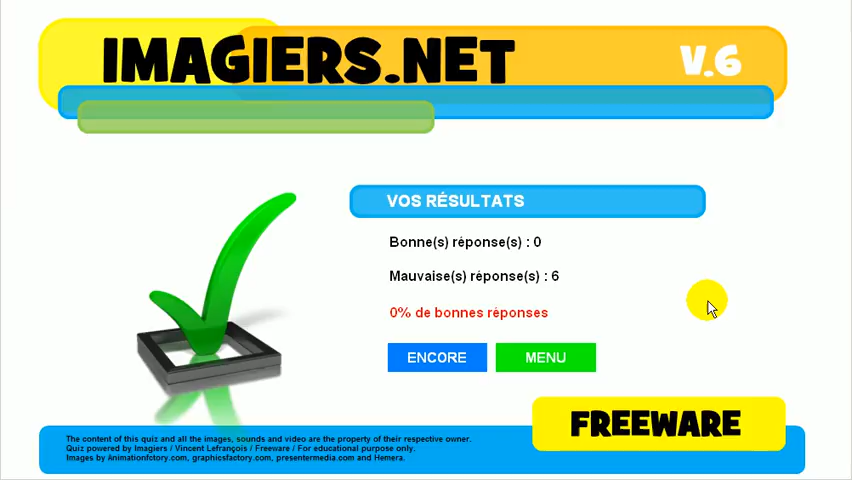 IMAGIERS.NET
V.6
VOS RÉSULTATS
Bonne(s) réponse(s) : 0
Mauvaise(s) réponse(s) : 6
0% de bonnes réponses
ENCORE
MENU
FREEWARE
The content of this quiz and all the images, sounds and video are the property of their respective owner.
Quiz powered by Imagiers / Vincent Lefrançois / Freeware / For educational purpose only.
Images by Animationfctory.com, graphicsfactory.com, presentermedia.com and Hemera.